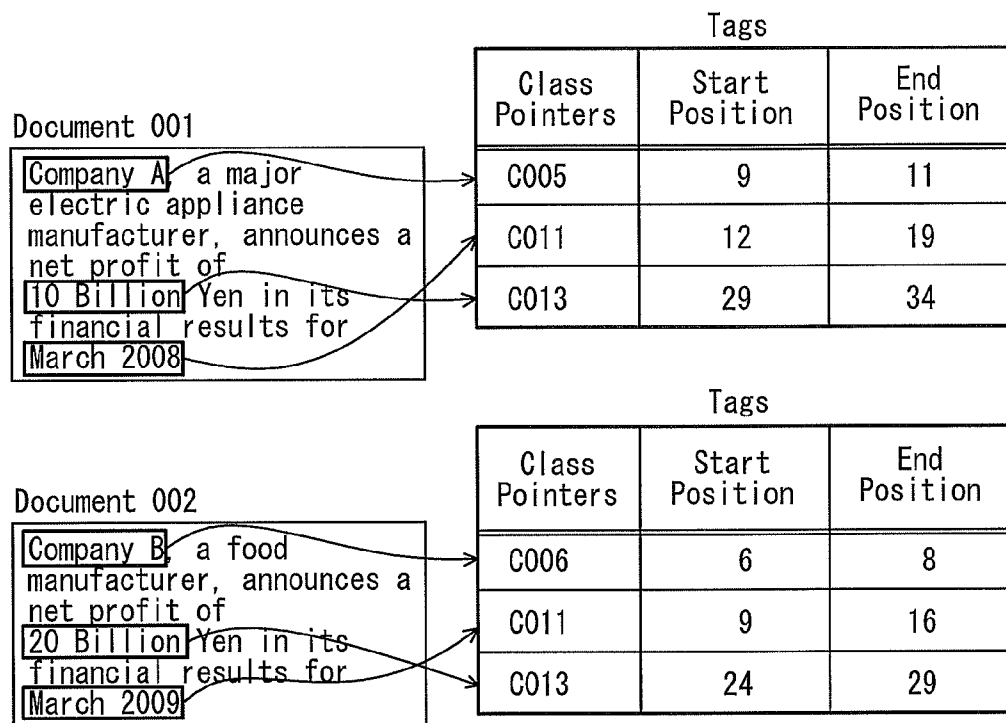 Tags
Class Pointers
Start Position
End Position
Document 001
Company A, a major
electric appliance
manufacturer, announces a
net profit of
10 Billion Yen in its
financial results for
March 2008
C005 9 11
C011 12 19
C013 29 34
Tags
Class Pointers
Start Position
End Position
Document 002
Company B, a food
manufacturer, announces a
net profit of
20 Billion Yen in its
financial results for
March 2009
C006 6 8
C011 9 16
C013 24 29